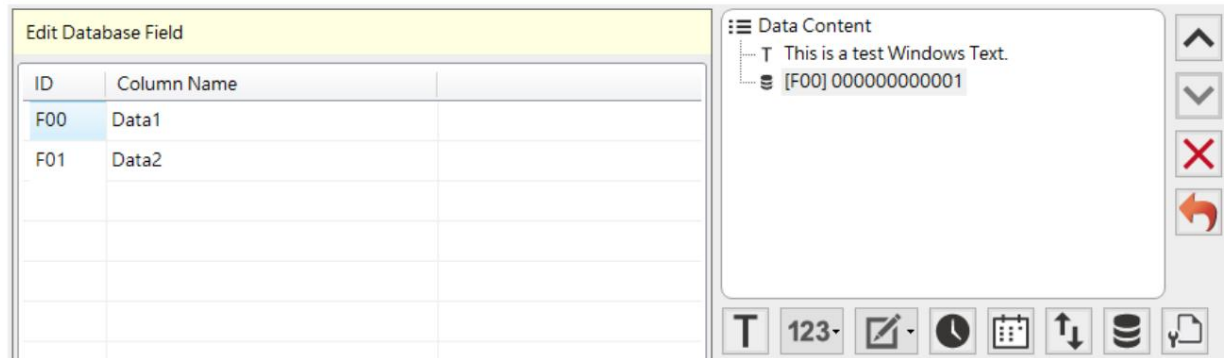 Edit Database Field
ID Column Name
F00 Data1
F01 Data2
Data Content
T This is a test Windows Text.
[F00] 000000000001
T 123